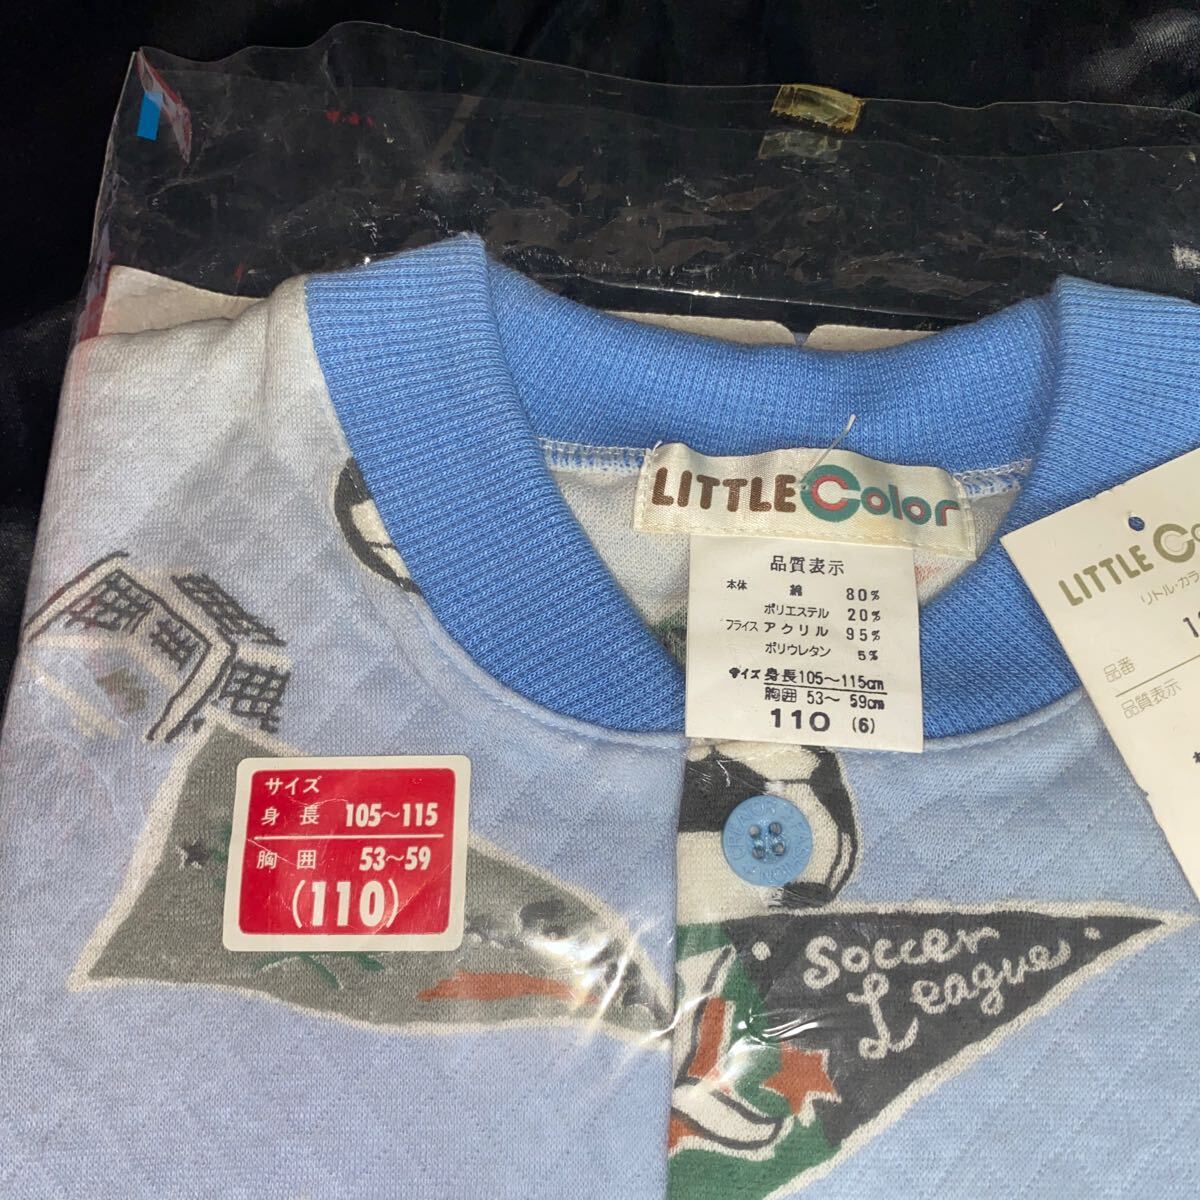 LITTLE Color
品質表示
本体 綿 80%
ポリエステル 20%
フライス アクリル 95%
ポリウレタン 5%
サイズ 身長105～115cm
胸囲 53～ 59cm
110 (6)
サイズ
身長 105～115
胸囲 53～59
(110)
Soccer
League
LITTLE
リトル・カラ
品番
品質表示